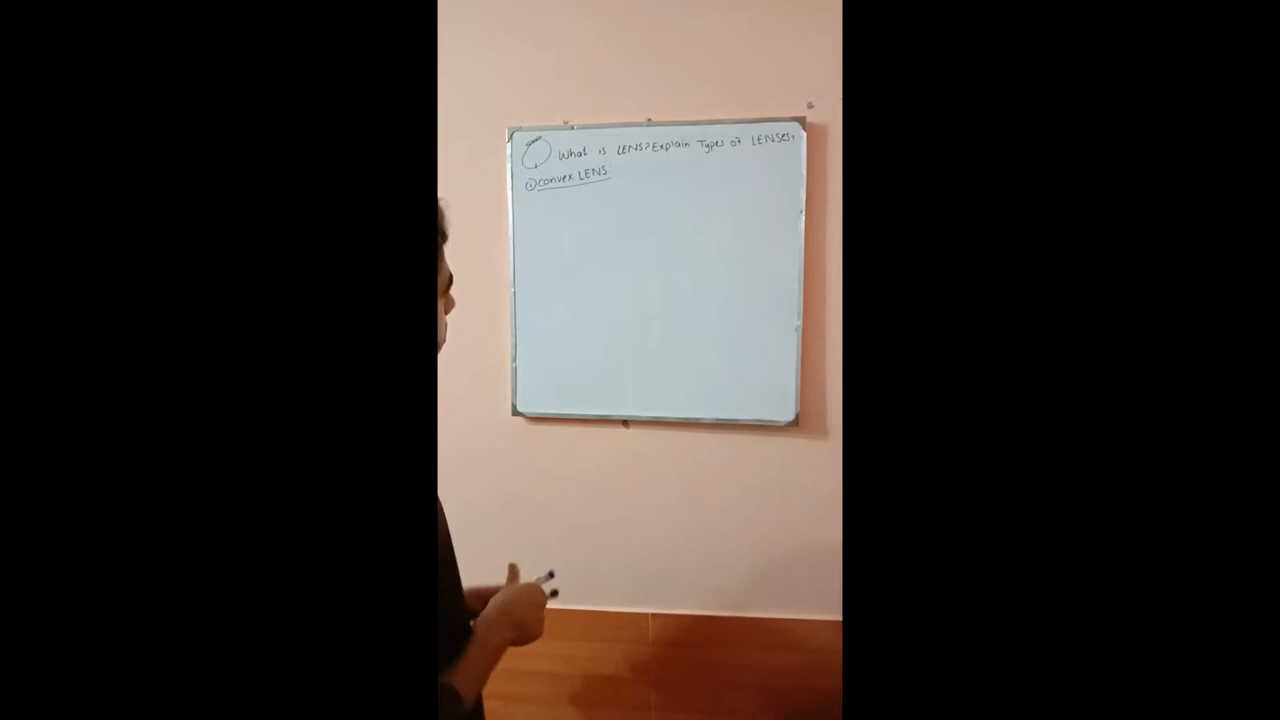 What is LENS? Explain Types of LENSES,
① convex LENS